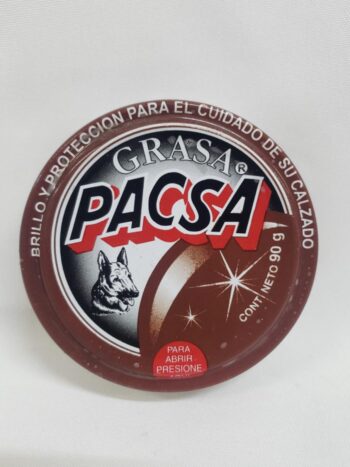 BRILLO Y PROTECCION PARA EL CUIDADO DE SU CALZADO
GRASA®
PACSA
CONT. NETO 90 g
PARA
ABRIR
PRESIONE